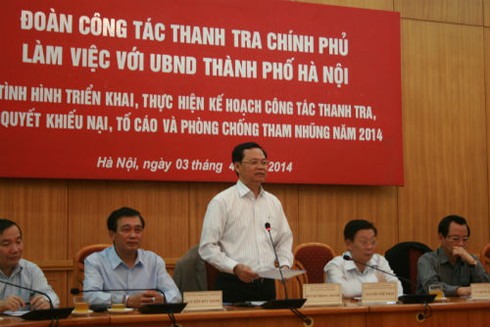 ĐOÀN CÔNG TÁC THANH TRA CHÍNH PHỦ
LÀM VIỆC VỚI UBND THÀNH PHỐ HÀ NỘI
TÌNH HÌNH TRIỂN KHAI, THỰC HIỆN KẾ HOẠCH CÔNG TÁC THANH TRA,
QUYẾT KHIẾU NẠI, TỐ CÁO VÀ PHÒNG CHỐNG THAM NHŨNG NĂM 2014
Hà Nội, ngày 03 tháng 2014